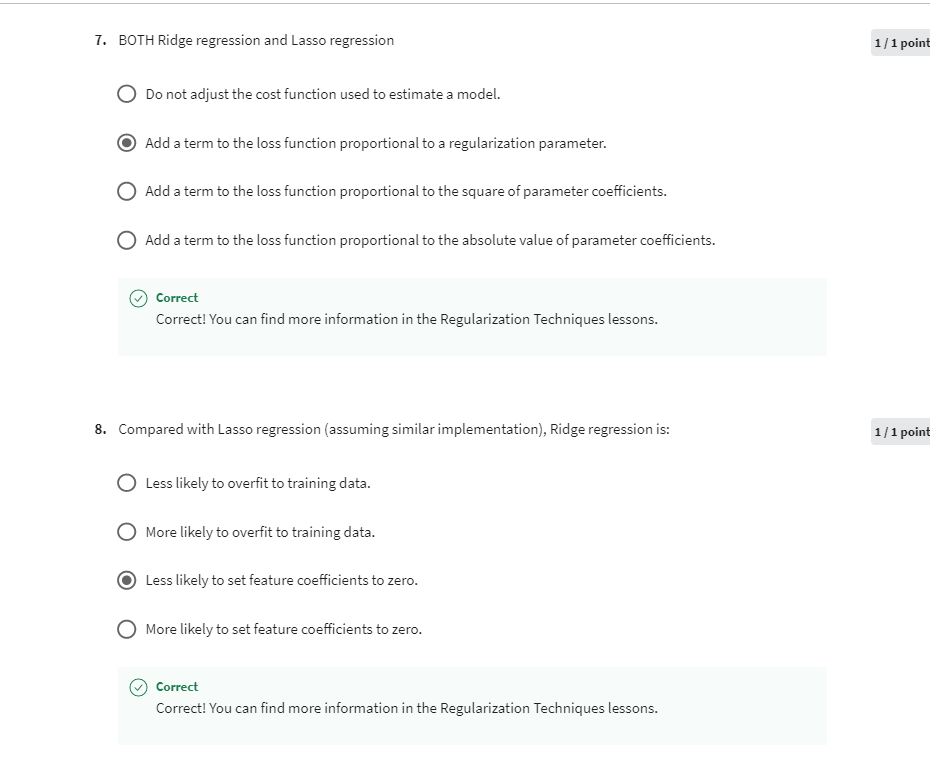 7. BOTH Ridge regression and Lasso regression
1 / 1 point
Do not adjust the cost function used to estimate a model.
Add a term to the loss function proportional to a regularization parameter.
Add a term to the loss function proportional to the square of parameter coefficients.
Add a term to the loss function proportional to the absolute value of parameter coefficients.
Correct
Correct! You can find more information in the Regularization Techniques lessons.
8. Compared with Lasso regression (assuming similar implementation), Ridge regression is:
1 / 1 point
Less likely to overfit to training data.
More likely to overfit to training data.
Less likely to set feature coefficients to zero.
More likely to set feature coefficients to zero.
Correct
Correct! You can find more information in the Regularization Techniques lessons.